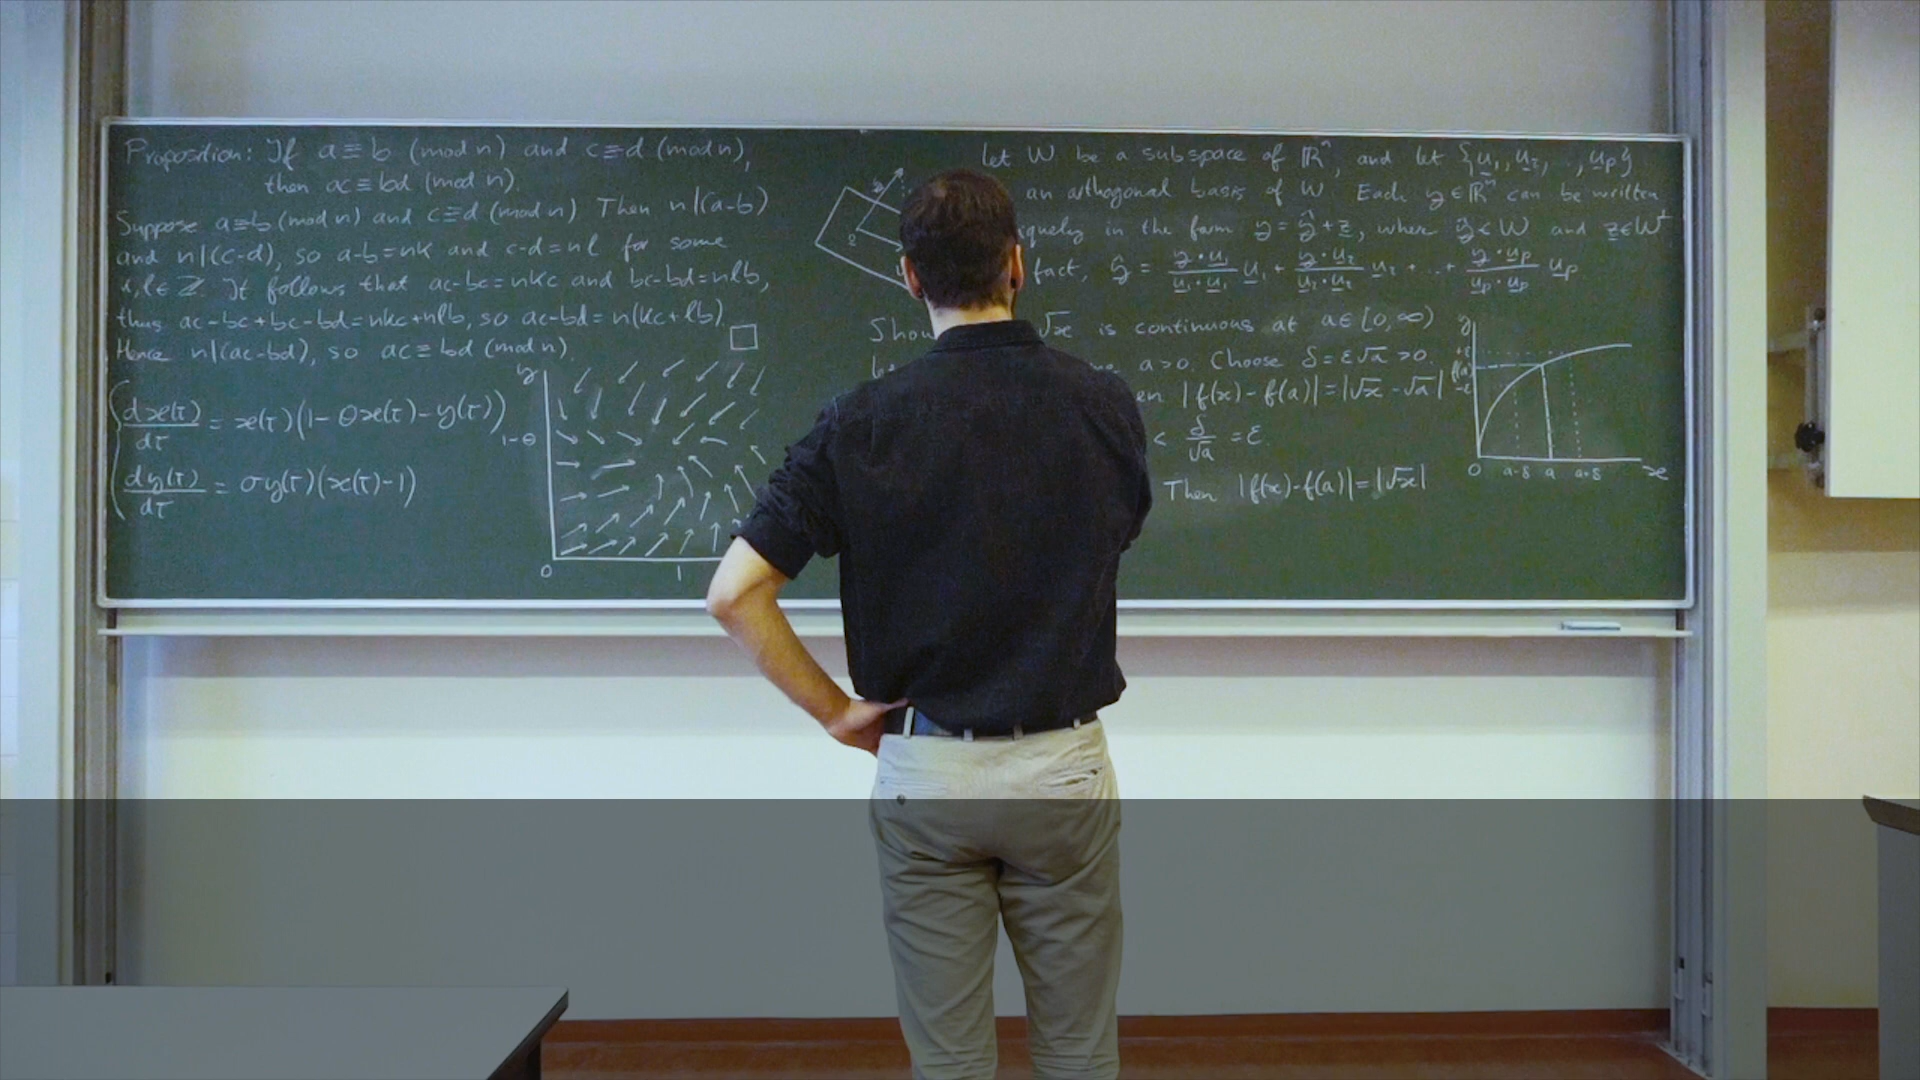 Proposition: If a ≡ b (mod n) and c ≡ d (mod n),
then ac ≡ bd (mod n).
Suppose a ≡ b (mod n) and c ≡ d (mod n) Then n|(a-b)
and n|(c-d), so a-b = nk and c-d = nl for some
k, l ∈ ℤ. It follows that ac-bc = nkc and bc-bd = nlb,
thus ac-bc+bc-bd = nkc+nlb, so ac-bd = n(kc+lb).
Hence n|(ac-bd), so ac ≡ bd (mod n). □
dx(τ)/dτ = x(τ)(1-θx(τ)-y(τ))
dy(τ)/dτ = σy(τ)(x(τ)-1)
y
1-θ
0 1
Let W be a subspace of ℝⁿ, and let {u₁, u₂, ..., uₚ}
an orthogonal basis of W. Each y ∈ ℝⁿ can be written
iquely in the form y = ŷ + z, where ŷ ∈ W and z ∈ W⊥
fact, ŷ = (y·u₁)/(u₁·u₁) u₁ + (y·u₂)/(u₂·u₂) u₂ + ... + (y·uₚ)/(uₚ·uₚ) uₚ
Show √x is continuous at a ∈ [0,∞)
a>0. Choose δ = ε√a > 0.
en |f(x)-f(a)| = |√x - √a|
< δ/√a = ε.
Then |f(x)-f(a)| = |√x|
y
+ε
f(a)
-ε
0 a-δ a a+δ x